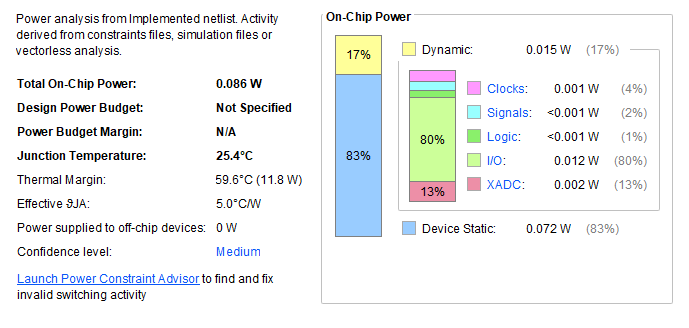 Power analysis from Implemented netlist. Activity
derived from constraints files, simulation files or
vectorless analysis.
Total On-Chip Power: 0.086 W
Design Power Budget: Not Specified
Power Budget Margin: N/A
Junction Temperature: 25.4°C
Thermal Margin: 59.6°C (11.8 W)
Effective ϑJA: 5.0°C/W
Power supplied to off-chip devices: 0 W
Confidence level: Medium
Launch Power Constraint Advisor to find and fix
invalid switching activity
On-Chip Power
17%
83%
Dynamic: 0.015 W (17%)
80%
13%
Clocks: 0.001 W (4%)
Signals: <0.001 W (2%)
Logic: <0.001 W (1%)
I/O: 0.012 W (80%)
XADC: 0.002 W (13%)
Device Static: 0.072 W (83%)